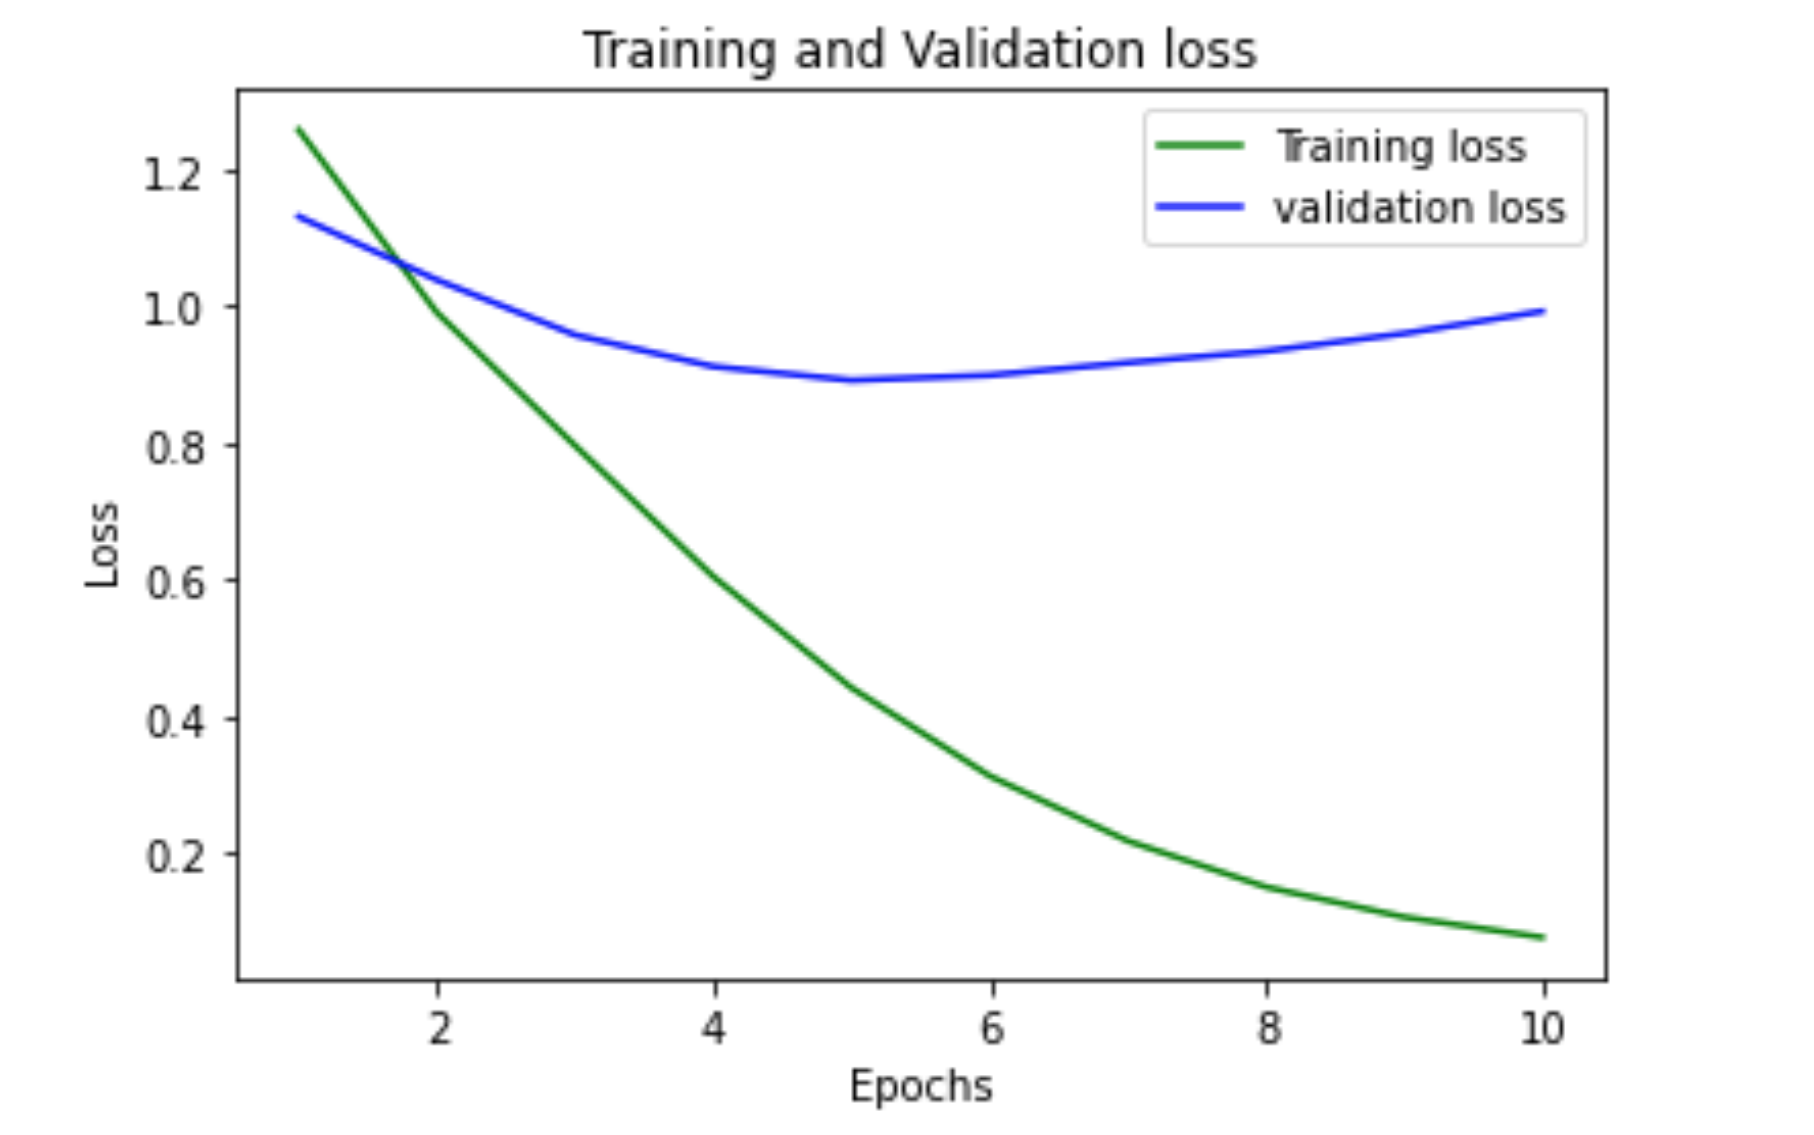 Training and Validation loss
Training loss
validation loss
1.2
1.0
0.8
0.6
0.4
0.2
Loss
2 4 6 8 10
Epochs